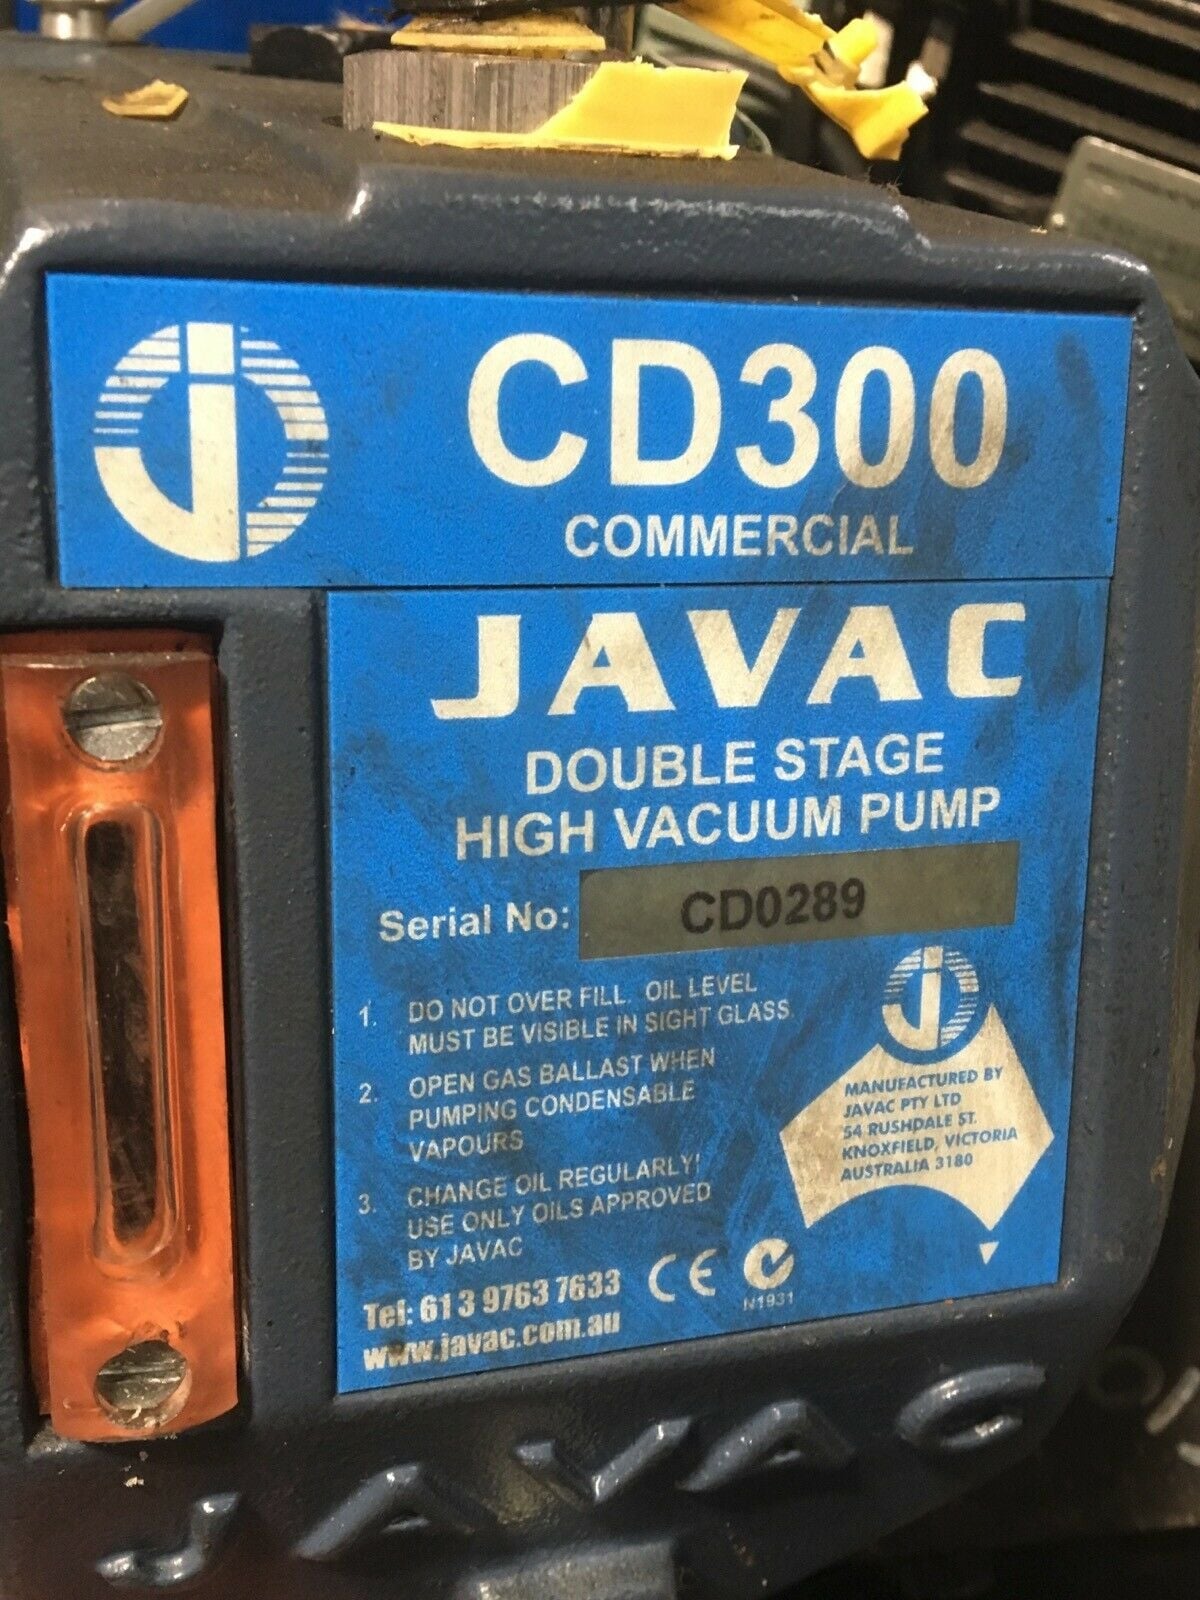 CD300
COMMERCIAL
JAVAC
DOUBLE STAGE
HIGH VACUUM PUMP
Serial No: CD0289
1. DO NOT OVER FILL. OIL LEVEL
MUST BE VISIBLE IN SIGHT GLASS.
2. OPEN GAS BALLAST WHEN
PUMPING CONDENSABLE
VAPOURS
3. CHANGE OIL REGULARLY!
USE ONLY OILS APPROVED
BY JAVAC
MANUFACTURED BY
JAVAC PTY LTD
54 RUSHDALE ST.
KNOXFIELD, VICTORIA
AUSTRALIA 3180
Tel: 61 3 9763 7633
www.javac.com.au
CE
N1931
JAVAC